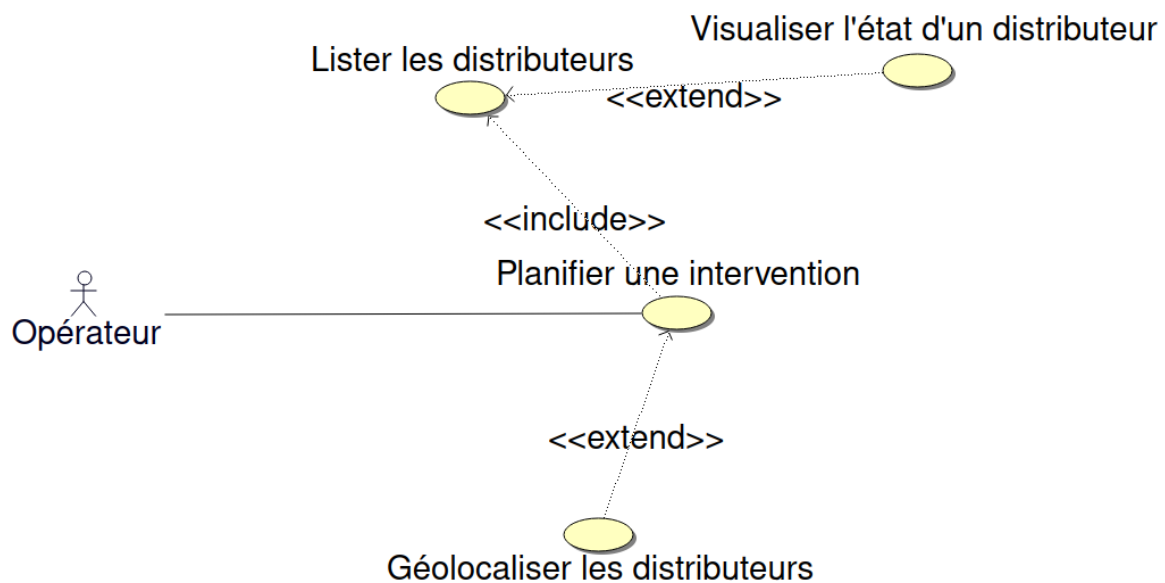 Visualiser l'état d'un distributeur
Lister les distributeurs
<<extend>>
<<include>>
Planifier une intervention
Opérateur
<<extend>>
Géolocaliser les distributeurs